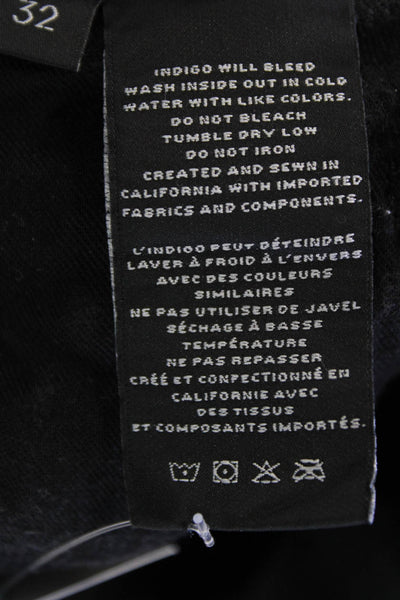 32
INDIGO WILL BLEED
WASH INSIDE OUT IN COLD
WATER WITH LIKE COLORS.
DO NOT BLEACH
TUMBLE DRY LOW
DO NOT IRON
CREATED AND SEWN IN
CALIFORNIA WITH IMPORTED
FABRICS AND COMPONENTS.
L'INDIGO PEUT DÉTEINDRE
LAVER À FROID À L'ENVERS
AVEC DES COULEURS
SIMILAIRES
NE PAS UTILISER DE JAVEL
SÉCHAGE À BASSE
TEMPÉRATURE
NE PAS REPASSER
CRÉÉ ET CONFECTIONNÉ EN
CALIFORNIE AVEC
DES TISSUS
ET COMPOSANTS IMPORTÉS.